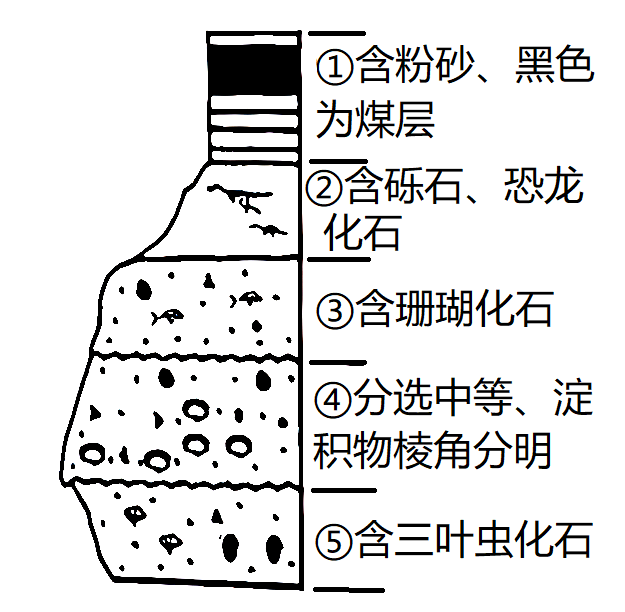 ①含粉砂、黑色
为煤层
②含砾石、恐龙
化石
③含珊瑚化石
④分选中等、淀
积物棱角分明
⑤含三叶虫化石